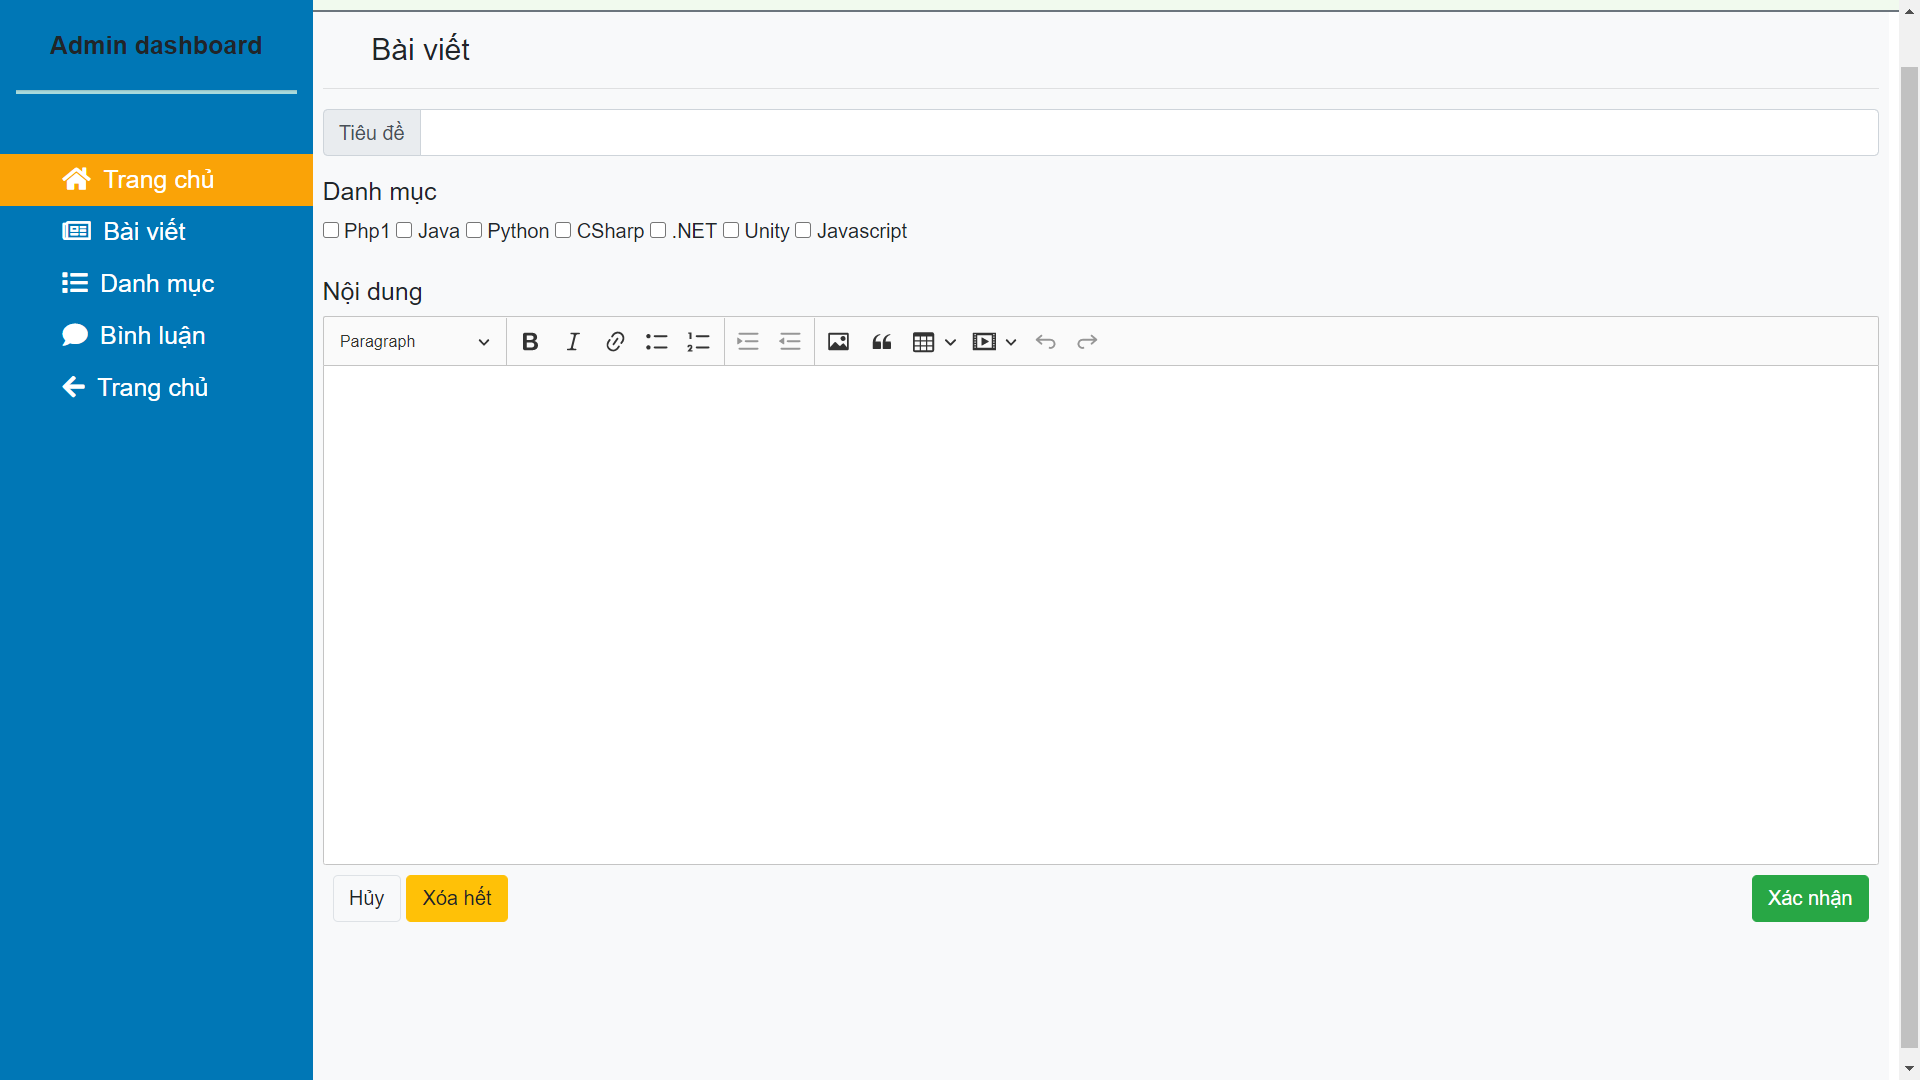 Admin dashboard
Trang chủ
Bài viết
Danh mục
Bình luận
Trang chủ
Bài viết
Tiêu đề
Danh mục
Php1 Java Python CSharp .NET Unity Javascript
Nội dung
Paragraph
Hủy Xóa hết Xác nhận